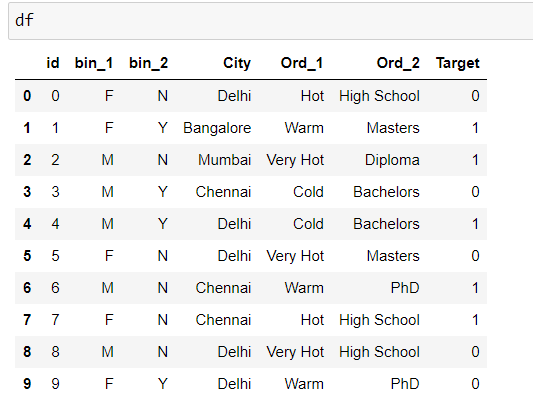 df
id bin_1 bin_2 City Ord_1 Ord_2 Target
0 0 F N Delhi Hot High School 0
1 1 F Y Bangalore Warm Masters 1
2 2 M N Mumbai Very Hot Diploma 1
3 3 M Y Chennai Cold Bachelors 0
4 4 M Y Delhi Cold Bachelors 1
5 5 F N Delhi Very Hot Masters 0
6 6 M N Chennai Warm PhD 1
7 7 F N Chennai Hot High School 1
8 8 M N Delhi Very Hot High School 0
9 9 F Y Delhi Warm PhD 0